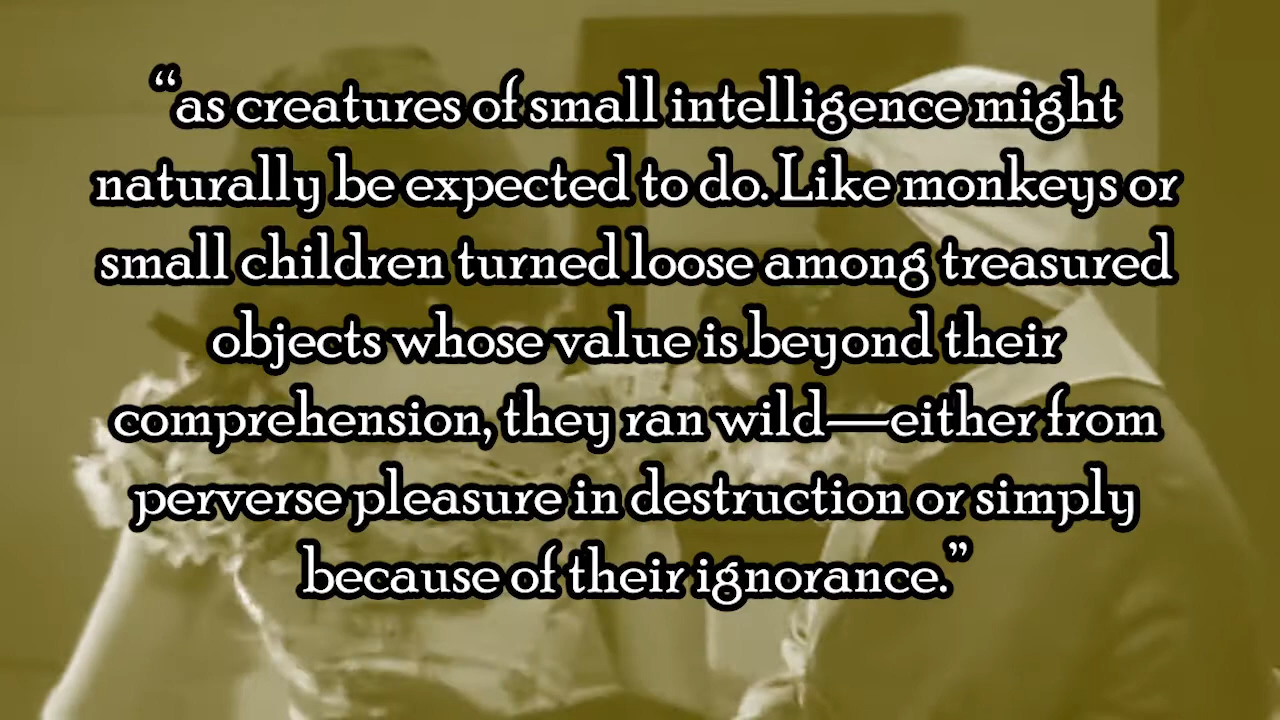 “as creatures of small intelligence might
naturally be expected to do. Like monkeys or
small children turned loose among treasured
objects whose value is beyond their
comprehension, they ran wild—either from
perverse pleasure in destruction or simply
because of their ignorance.”